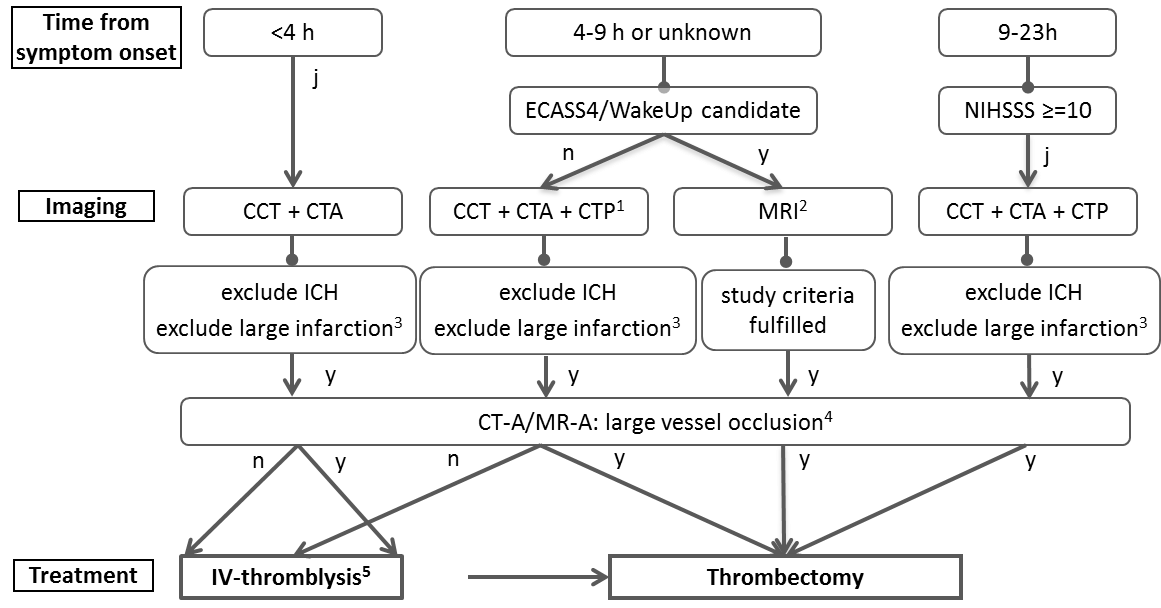 Time from
symptom onset
<4 h
4-9 h or unknown
9-23h
j
ECASS4/WakeUp candidate
NIHSSS ≥=10
n
y
j
Imaging
CCT + CTA
CCT + CTA + CTP¹
MRI²
CCT + CTA + CTP
exclude ICH
exclude large infarction³
exclude ICH
exclude large infarction³
study criteria
fulfilled
exclude ICH
exclude large infarction³
y
y
y
y
CT-A/MR-A: large vessel occlusion⁴
n
y
n
y
y
y
Treatment
IV-thromblysis⁵
Thrombectomy